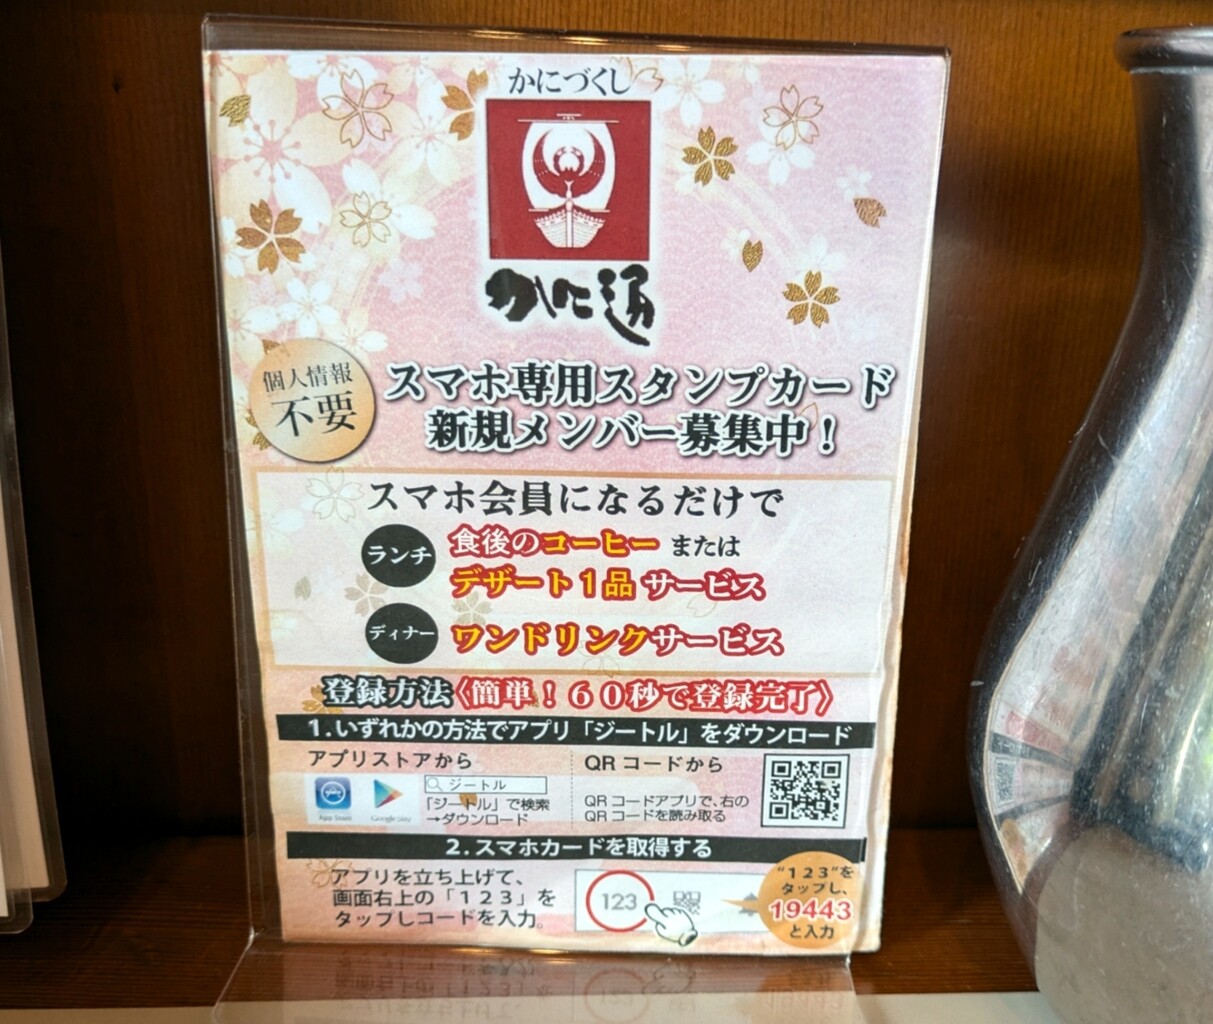 かにづくし
かに通
個人情報
不要
スマホ専用スタンプカード
新規メンバー募集中！
スマホ会員になるだけで
ランチ
食後のコーヒー または
デザート１品 サービス
ディナー
ワンドリンクサービス
登録方法〈簡単！６０秒で登録完了〉
1.いずれかの方法でアプリ「ジートル」をダウンロード
アプリストアから
App Store
Google play
ジートル
「ジートル」で検索
→ダウンロード
QRコードから
QRコードアプリで、右の
QRコードを読み取る
2.スマホカードを取得する
アプリを立ち上げて、
画面右上の「１２３」を
タップしコードを入力。
123
“１２３”を
タップし、
19443
と入力